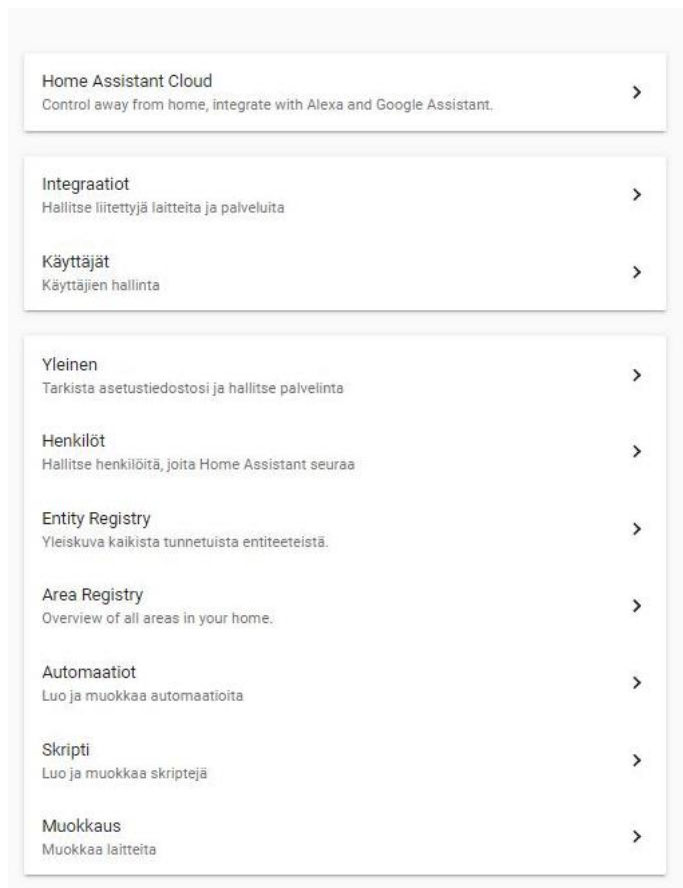 Home Assistant Cloud
Control away from home, integrate with Alexa and Google Assistant.
Integraatiot
Hallitse liitettyjä laitteita ja palveluita
Käyttäjät
Käyttäjien hallinta
Yleinen
Tarkista asetustiedostosi ja hallitse palvelinta
Henkilöt
Hallitse henkilöitä, joita Home Assistant seuraa
Entity Registry
Yleiskuva kaikista tunnetuista entiteeteistä.
Area Registry
Overview of all areas in your home.
Automaatiot
Luo ja muokkaa automaatioita
Skripti
Luo ja muokkaa skriptejä
Muokkaus
Muokkaa laitteita